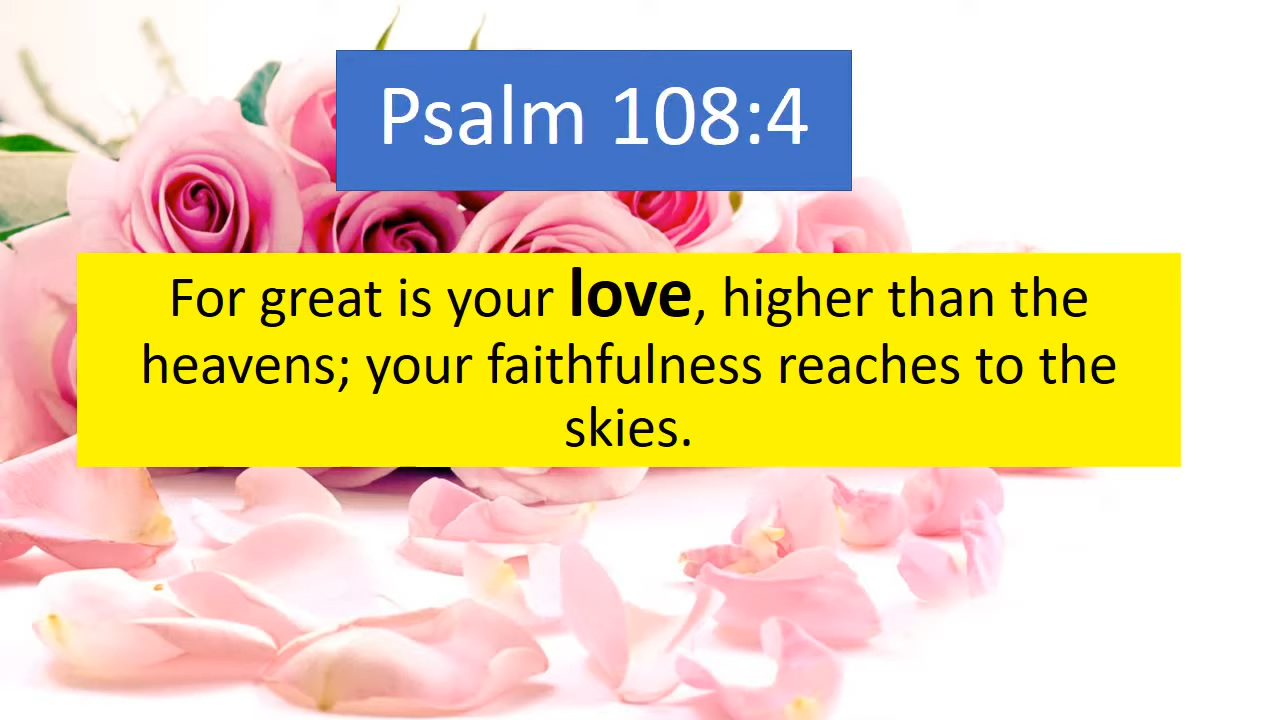 Psalm 108:4
For great is your love, higher than the
heavens; your faithfulness reaches to the
skies.